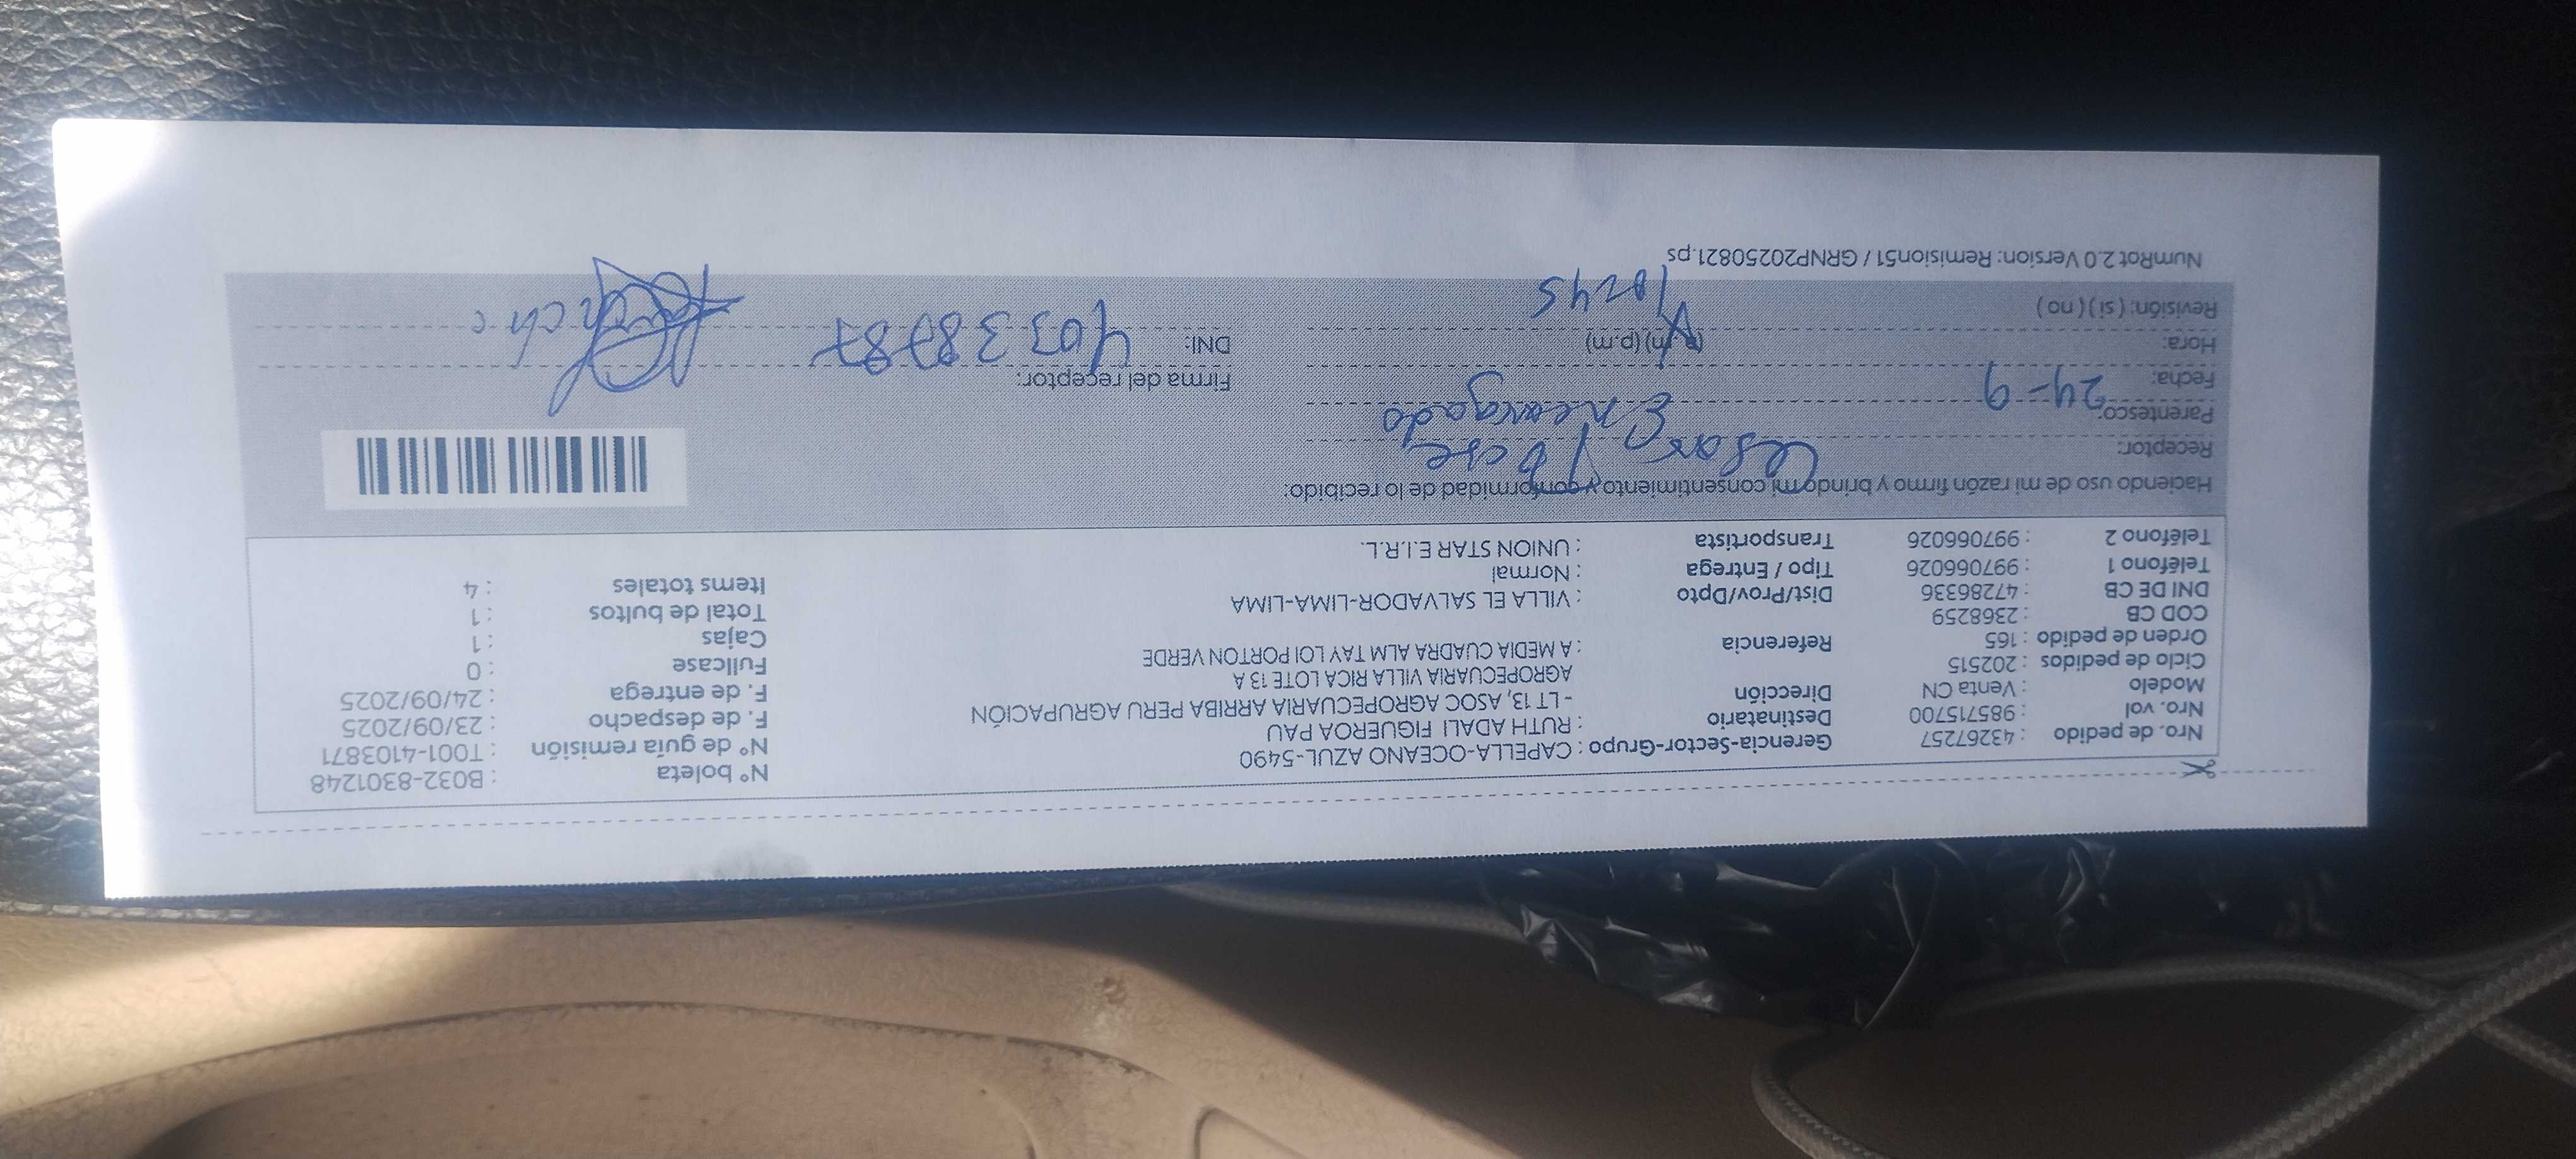 Nro. de pedido : 43267257 Gerencia-Sector-Grupo : CAPELLA-OCEANO AZUL-5490 N° boleta : B032-8301248
Nro. vol : 985715700 Destinatario : RUTH ADALI FIGUEROA PAU N° de guía remisión : T001-4103871
Modelo : Venta CN Dirección - LT 13, ASOC AGROPECUARIA ARRIBA PERU AGRUPACIÓN F. de despacho : 23/09/2025
Ciclo de pedidos : 202515 AGROPECUARIA VILLA RICA LOTE 13 A F. de entrega : 24/09/2025
Orden de pedido : 165 Referencia : A MEDIA CUADRA ALM TAY LOI PORTON VERDE Fullcase : 0
COD CB : 2368259 Cajas : 1
DNI DE CB : 47286336 Dist/Prov/Dpto : VILLA EL SALVADOR-LIMA-LIMA Total de bultos : 1
Teléfono 1 : 997066026 Tipo / Entrega : Normal Items totales : 4
Teléfono 2 : 997066026 Transportista : UNION STAR E.I.R.L.
Haciendo uso de mi razón firmo y brindo mi consentimiento y conformidad de lo recibido:
Receptor: Cesar
Parentesco: Encargado
Fecha: 24-9 Firma del receptor:
Hora: (a.m) (p.m) DNI: 40338787
Revisión: ( si ) ( no ) 10:45
NumRot 2.0 Version: Remision51 / GRNP20250821.ps